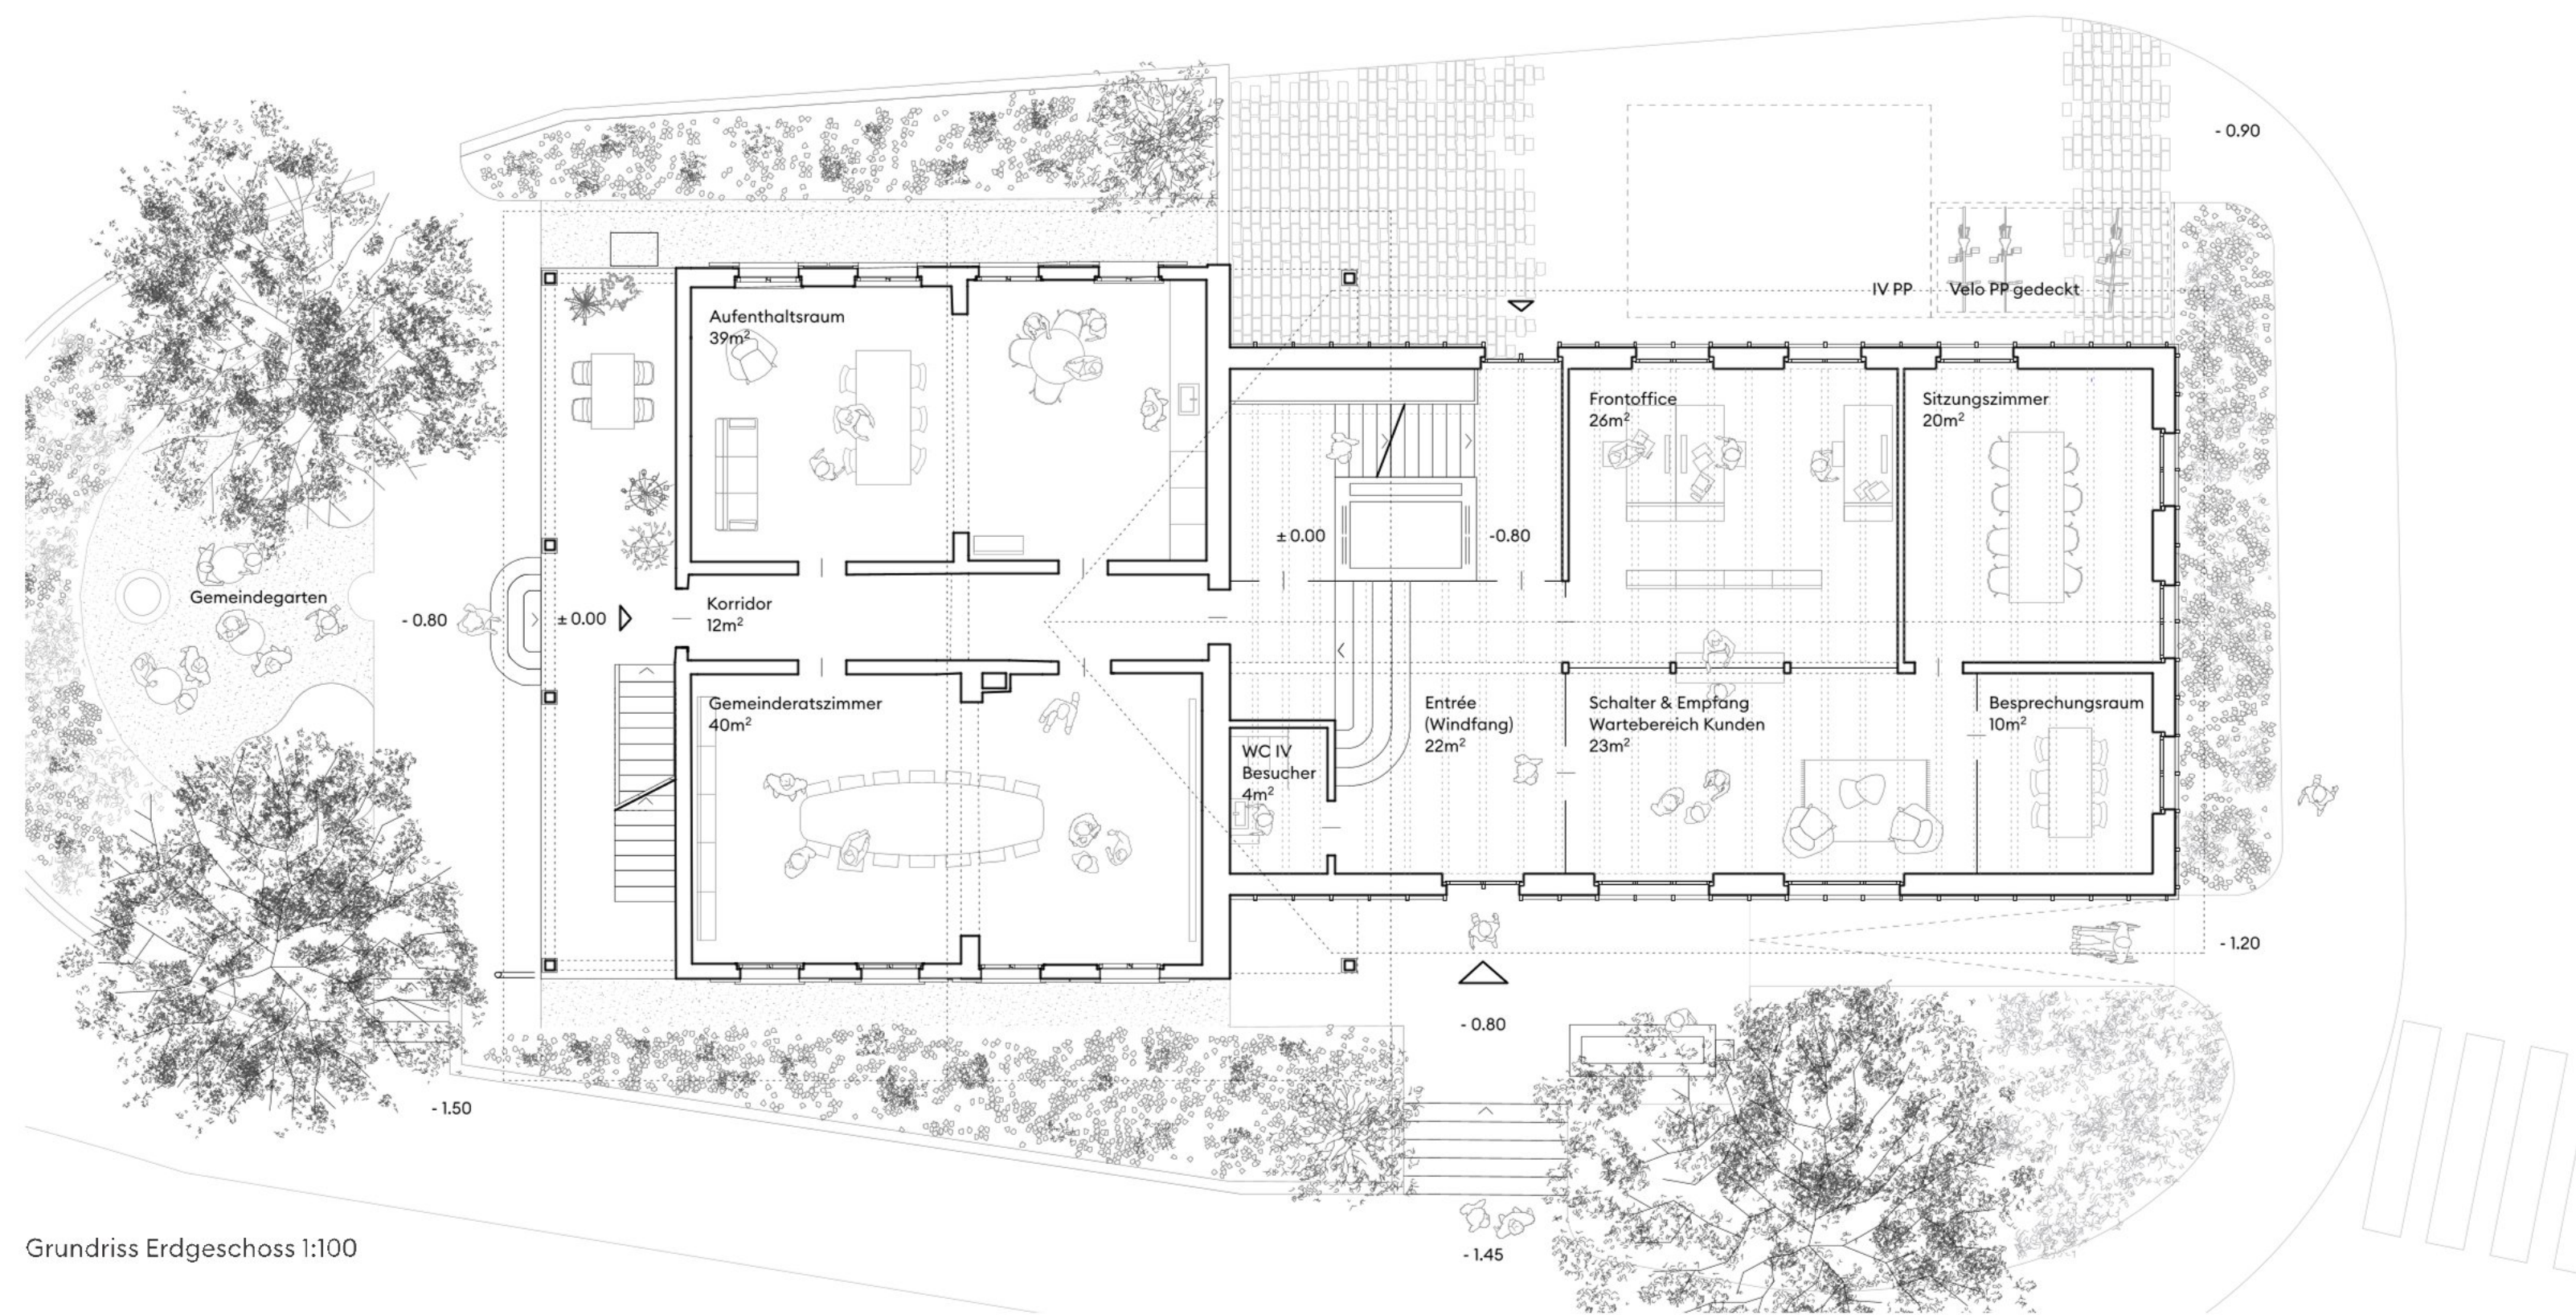 - 0.90
IV PP
Velo PP gedeckt
Aufenthaltsraum
39m²
Frontoffice
26m²
Sitzungszimmer
20m²
± 0.00
-0.80
Gemeindegarten
- 0.80
± 0.00
Korridor
12m²
Gemeinderatszimmer
40m²
WC IV
Besucher
4m²
Entrée
(Windfang)
22m²
Schalter & Empfang
Wartebereich Kunden
23m²
Besprechungsraum
10m²
- 1.20
- 0.80
- 1.50
- 1.45
Grundriss Erdgeschoss 1:100